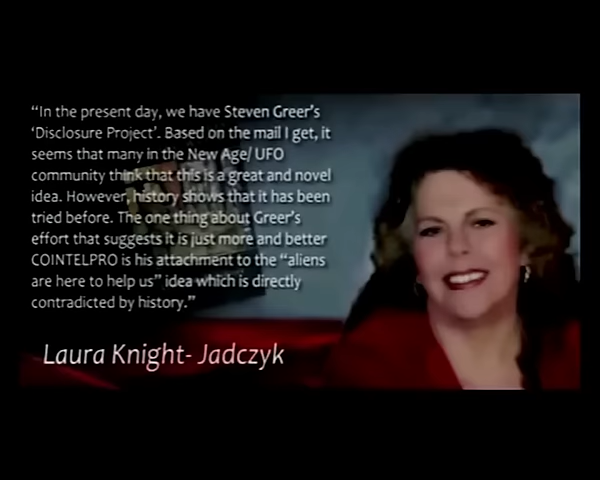 “In the present day, we have Steven Greer’s
‘Disclosure Project’. Based on the mail I get, it
seems that many in the New Age/ UFO
community think that this is a great and novel
idea. However, history shows that it has been
tried before. The one thing about Greer’s
effort that suggests it is just more and better
COINTELPRO is his attachment to the “aliens
are here to help us” idea which is directly
contradicted by history.”
Laura Knight- Jadczyk